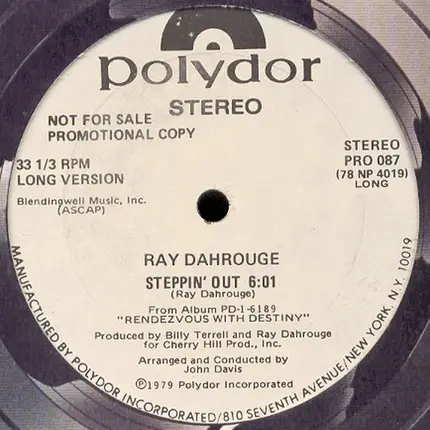 polydor
STEREO
NOT FOR SALE
PROMOTIONAL COPY
33 1/3 RPM
LONG VERSION
Blendingwell Music, Inc.
(ASCAP)
STEREO
PRO 087
(78 NP 4019)
LONG
RAY DAHROUGE
STEPPIN' OUT 6:01
(Ray Dahrouge)
From Album PD-1-6189
"RENDEZVOUS WITH DESTINY"
Produced by Billy Terrell and Ray Dahrouge
for Cherry Hill Prod., Inc.
Arranged and Conducted by
John Davis
℗1979 Polydor Incorporated
MANUFACTURED BY POLYDOR INCORPORATED/810 SEVENTH AVENUE/NEW YORK, N.Y. 10019